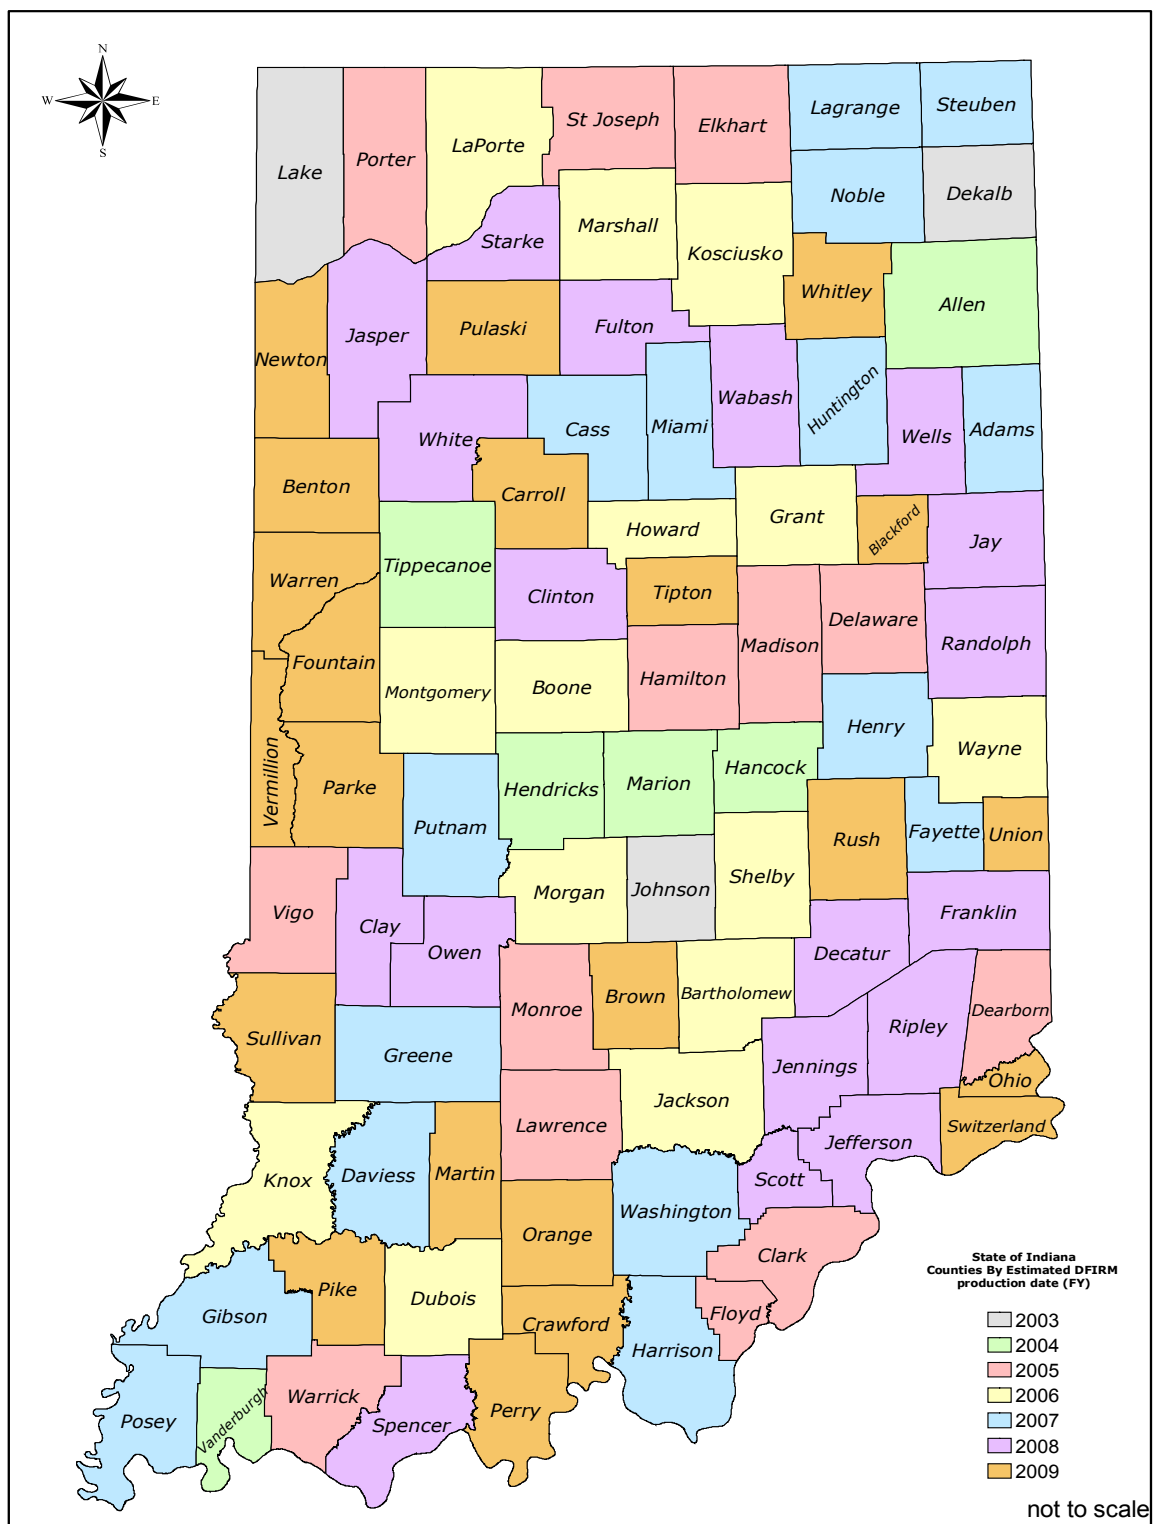 N
W E
S
Lake
Porter
LaPorte
St Joseph
Elkhart
Lagrange
Steuben
Noble
Dekalb
Starke
Marshall
Kosciusko
Whitley
Allen
Newton
Jasper
Pulaski
Fulton
Wabash
Huntington
Wells
Adams
White
Cass
Miami
Benton
Carroll
Howard
Grant
Blackford
Jay
Warren
Tippecanoe
Clinton
Tipton
Madison
Delaware
Randolph
Fountain
Montgomery
Boone
Hamilton
Henry
Wayne
Vermillion
Parke
Putnam
Hendricks
Marion
Hancock
Rush
Fayette
Union
Vigo
Clay
Owen
Morgan
Johnson
Shelby
Decatur
Franklin
Sullivan
Greene
Monroe
Brown
Bartholomew
Jennings
Ripley
Dearborn
Ohio
Switzerland
Knox
Daviess
Martin
Lawrence
Jackson
Scott
Jefferson
Orange
Washington
Clark
Gibson
Pike
Dubois
Crawford
Harrison
Floyd
Posey
Vanderburgh
Warrick
Spencer
Perry
State of Indiana
Counties By Estimated DFIRM
production date (FY)
2003
2004
2005
2006
2007
2008
2009
not to scale